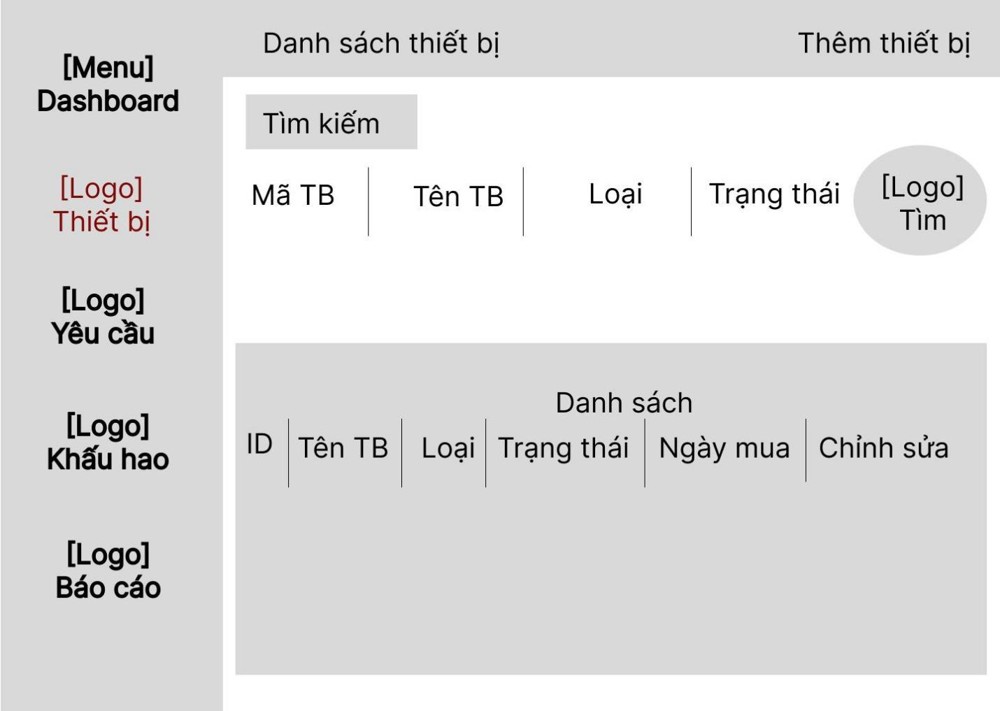 [Menu]
Dashboard
[Logo]
Thiết bị
[Logo]
Yêu cầu
[Logo]
Khấu hao
[Logo]
Báo cáo
Danh sách thiết bị
Thêm thiết bị
Tìm kiếm
Mã TB
Tên TB
Loại
Trạng thái
[Logo]
Tìm
Danh sách
ID
Tên TB
Loại
Trạng thái
Ngày mua
Chỉnh sửa